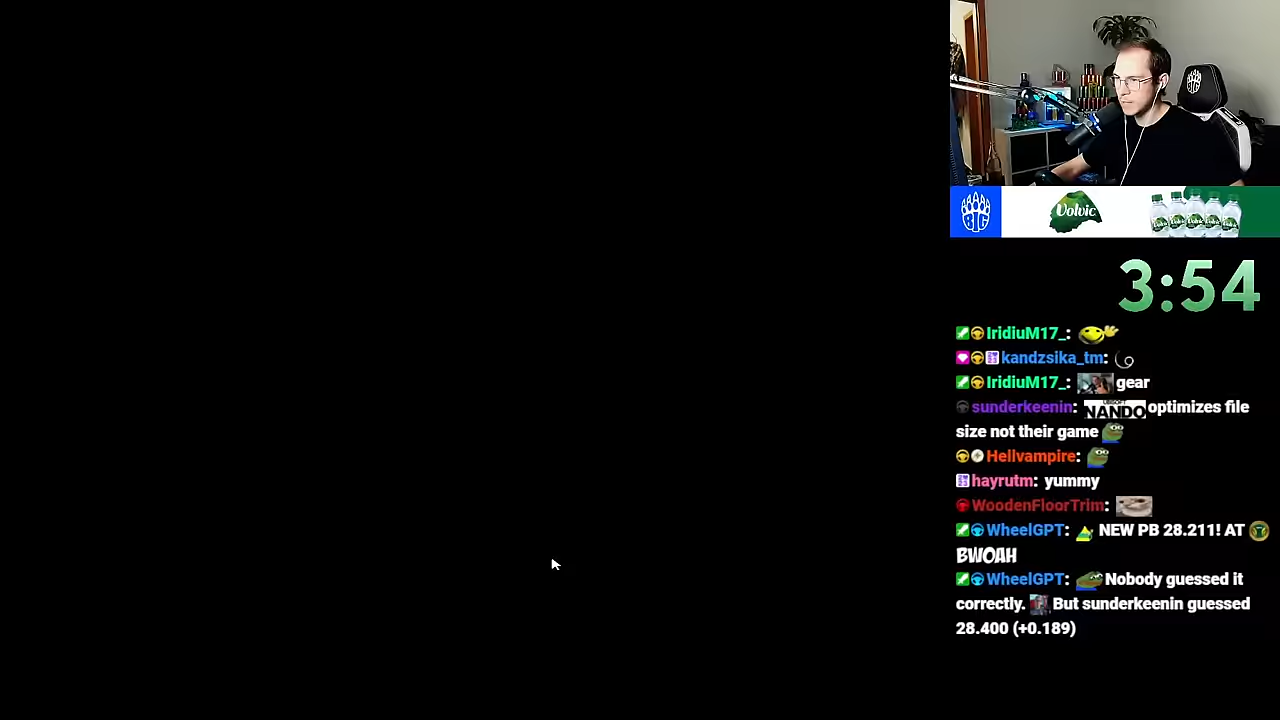 BIG
Volvic
3:54
IridiuM17_:
kandzsika_tm:
IridiuM17_: gear
sunderkeenin: NANDO optimizes file
size not their game
Hellvampire:
hayrutm: yummy
WoodenFloorTrim:
WheelGPT: NEW PB 28.211! AT
BWOAH
WheelGPT: Nobody guessed it
correctly. But sunderkeenin guessed
28.400 (+0.189)